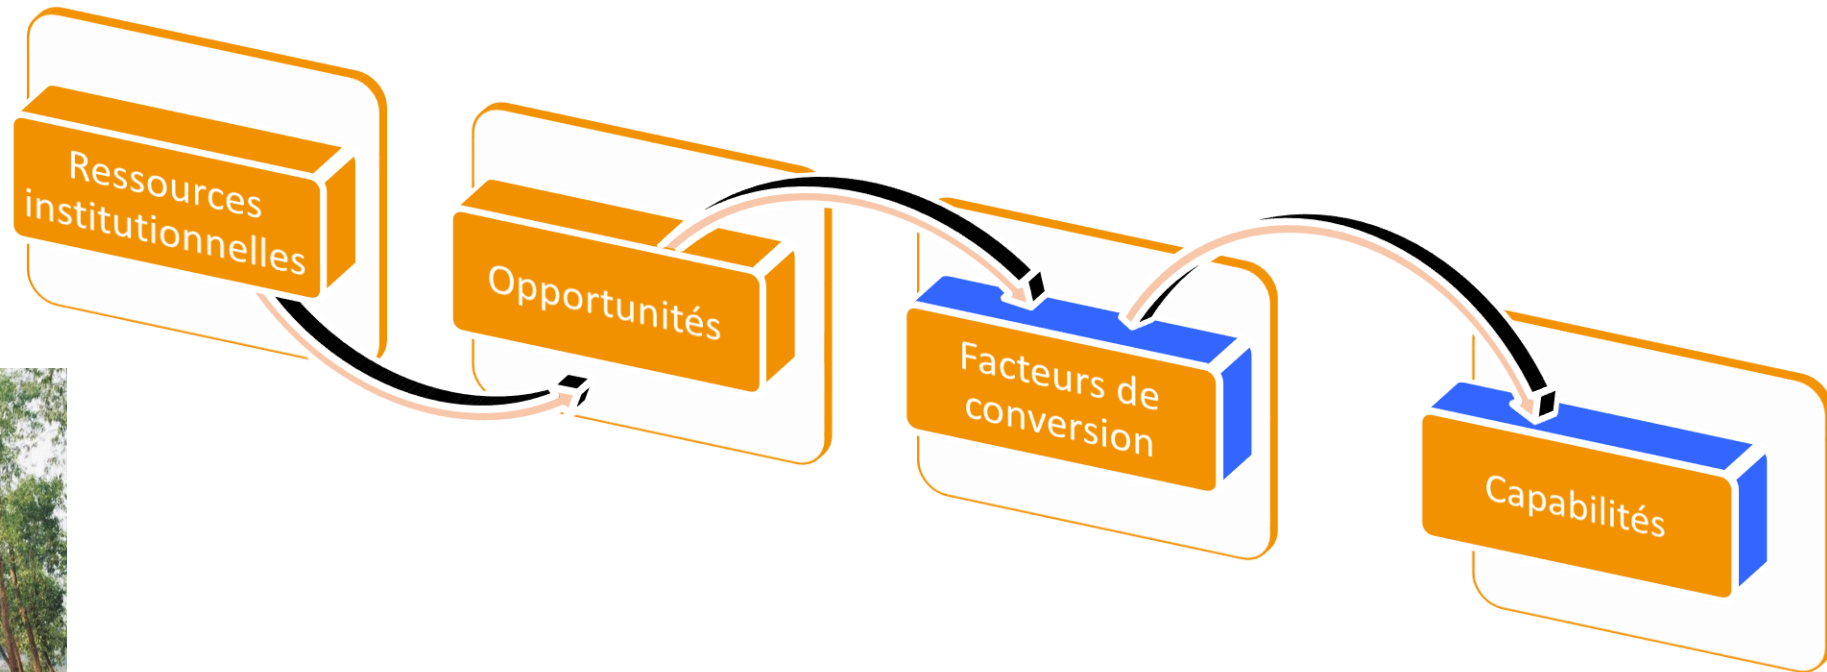 Ressources
institutionnelles
Opportunités
Facteurs de
conversion
Capabilités